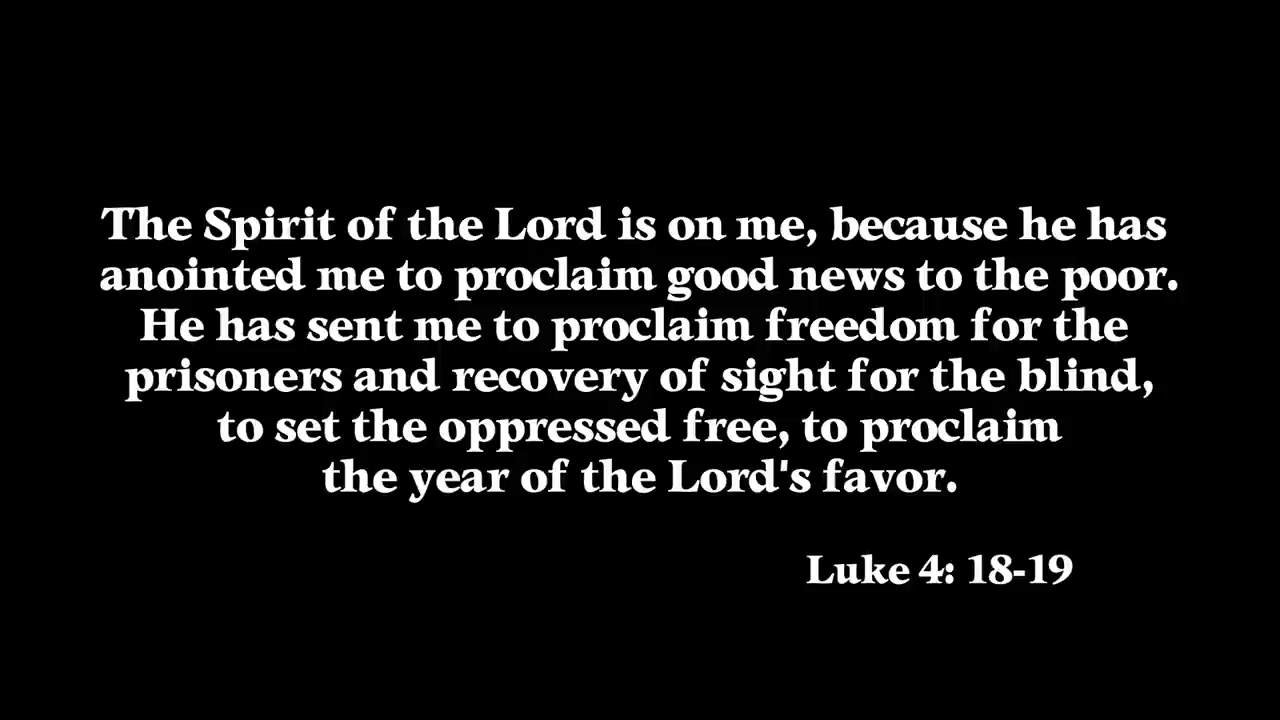 The Spirit of the Lord is on me, because he has
anointed me to proclaim good news to the poor.
He has sent me to proclaim freedom for the
prisoners and recovery of sight for the blind,
to set the oppressed free, to proclaim
the year of the Lord's favor.
Luke 4: 18-19